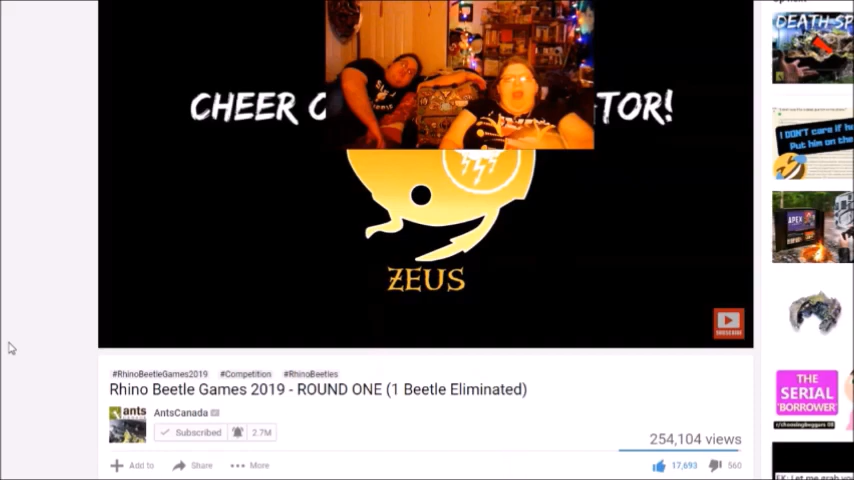 DEATH SP
CHEER O TOR!
I DON'T care if he
Put him on the
APEX
ZEUS
SUBSCRIBE
#RhinoBeetleGames2019 #Competition #RhinoBeetles
Rhino Beetle Games 2019 - ROUND ONE (1 Beetle Eliminated)
ants
AntsCanada
Subscribed 2.7M
254,104 views
Add to Share More
17,693 560
THE
SERIAL
"BORROWER"